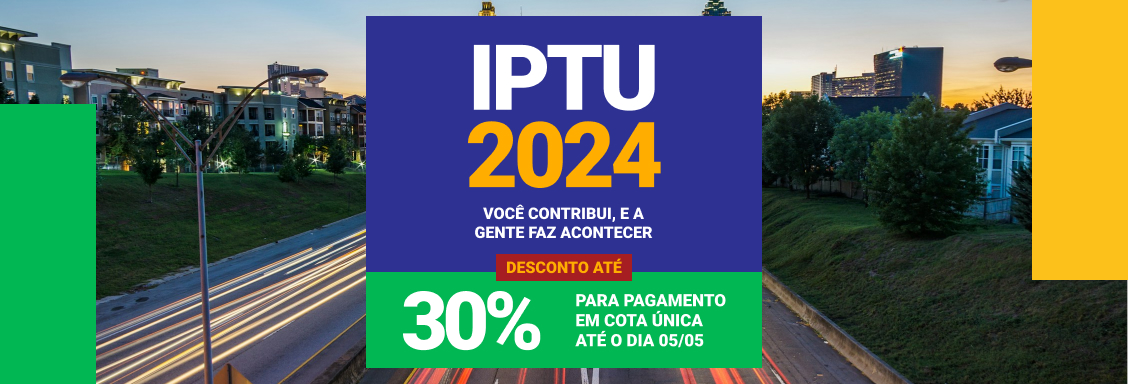 IPTU
2024
VOCÊ CONTRIBUI, E A
GENTE FAZ ACONTECER
DESCONTO ATÉ
30%
PARA PAGAMENTO
EM COTA ÚNICA
ATÉ O DIA 05/05